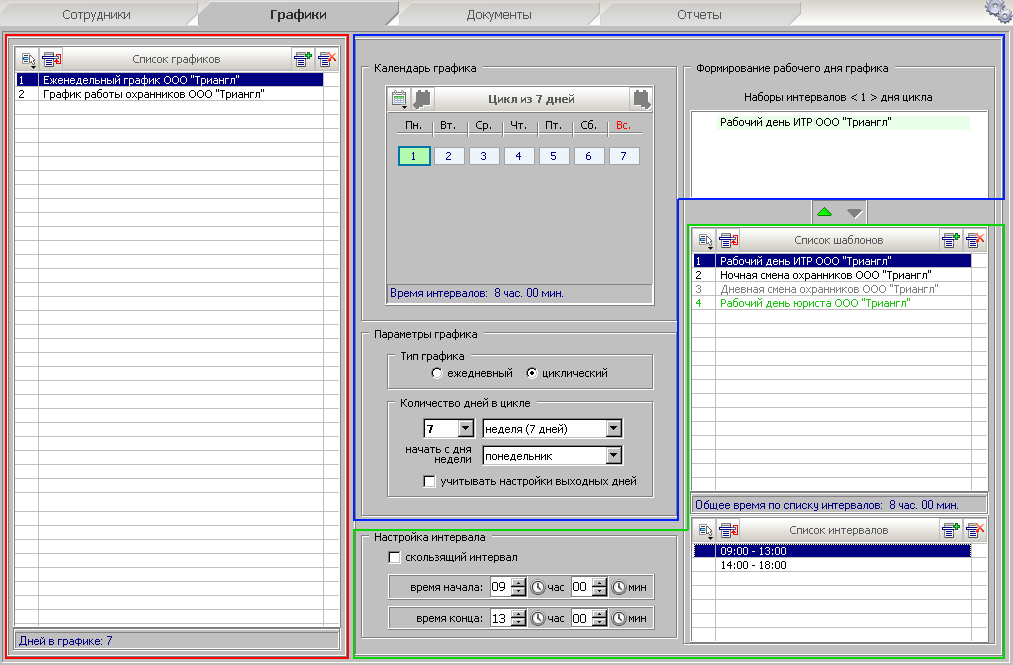 Сотрудники
Графики
Документы
Отчеты
Список графиков
1 Еженедельный график ООО "Триангл"
2 График работы охранников ООО "Триангл"
Дней в графике: 7
Календарь графика
Цикл из 7 дней
Пн. Вт. Ср. Чт. Пт. Сб. Вс.
1 2 3 4 5 6 7
Время интервалов: 8 час. 00 мин.
Параметры графика
Тип графика
ежедневный циклический
Количество дней в цикле
7 неделя (7 дней)
начать с дня
недели
понедельник
учитывать настройки выходных дней
Настройка интервала
скользящий интервал
время начала: 09 час 00 мин
время конца: 13 час 00 мин
Формирование рабочего дня графика
Наборы интервалов < 1 > дня цикла
Рабочий день ИТР ООО "Триангл"
Список шаблонов
1 Рабочий день ИТР ООО "Триангл"
2 Ночная смена охранников ООО "Триангл"
3 Дневная смена охранников ООО "Триангл"
4 Рабочий день юриста ООО "Триангл"
Общее время по списку интервалов: 8 час. 00 мин.
Список интервалов
09:00 - 13:00
14:00 - 18:00